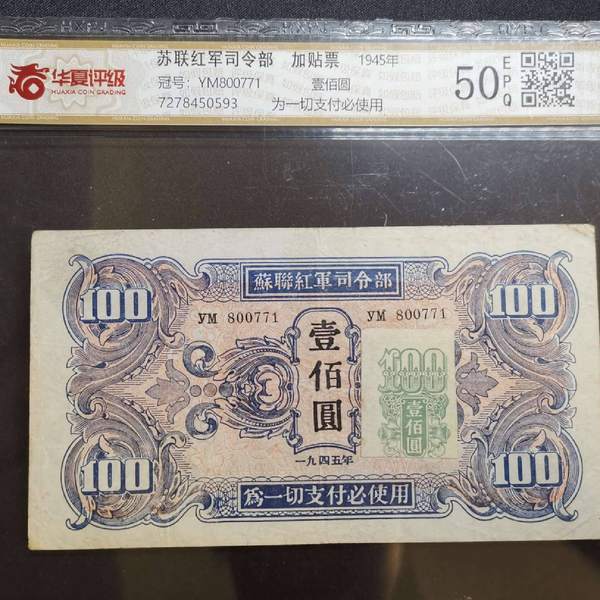 华夏评级
HUAXIA COIN GRADING
苏联红军司令部 加贴票 1945年
冠号: YM800771 壹佰圆
7278450593 为一切支付必使用
50
EPQ
蘇聯紅軍司令部
100
100
УМ 800771
УМ 800771
壹佰圓
100
壹佰圓
一九四五年
100
100
為一切支付必使用